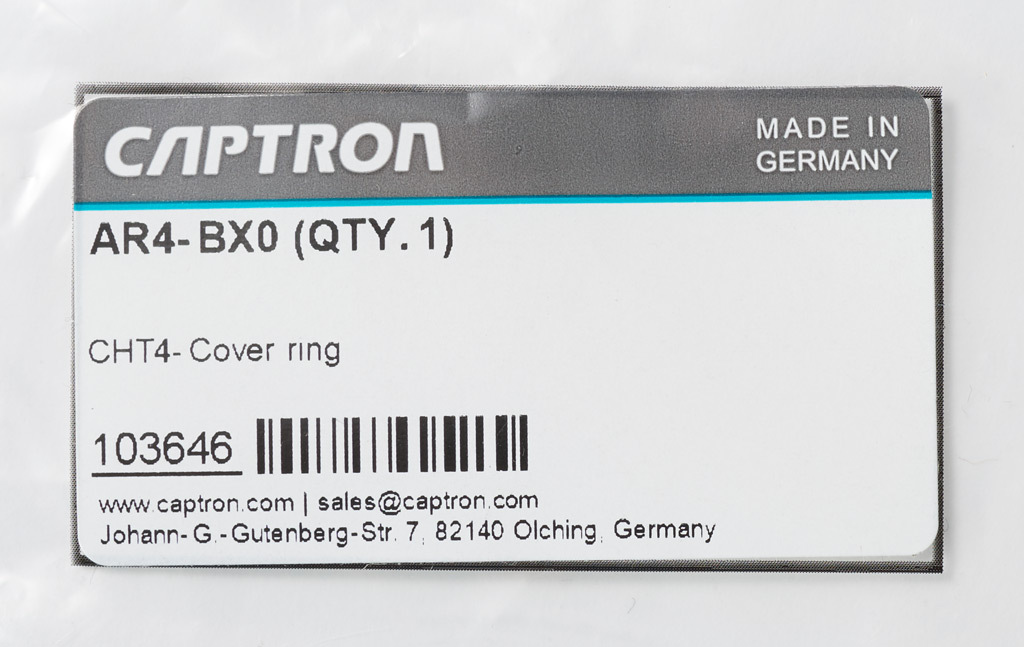 CAPTRON
MADE IN
GERMANY
AR4-BX0 (QTY. 1)
CHT4-Cover ring
103646
www.captron.com | sales@captron.com
Johann-G.-Gutenberg-Str. 7, 82140 Olching, Germany